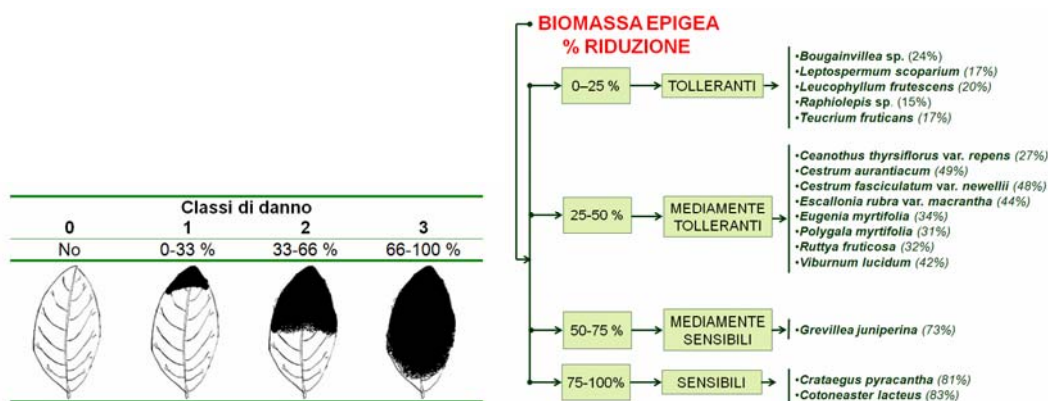 Classi di danno
0 1 2 3
No 0-33 % 33-66 % 66-100 %
BIOMASSA EPIGEA
% RIDUZIONE
0–25 %
TOLLERANTI
•Bougainvillea sp. (24%)
•Leptospermum scoparium (17%)
•Leucophyllum frutescens (20%)
•Raphiolepis sp. (15%)
•Teucrium fruticans (17%)
25-50 %
MEDIAMENTE
TOLLERANTI
•Ceanothus thyrsiflorus var. repens (27%)
•Cestrum aurantiacum (49%)
•Cestrum fasciculatum var. newellii (48%)
•Escallonia rubra var. macrantha (44%)
•Eugenia myrtifolia (34%)
•Polygala myrtifolia (31%)
•Ruttya fruticosa (32%)
•Viburnum lucidum (42%)
50-75 %
MEDIAMENTE
SENSIBILI
•Grevillea juniperina (73%)
75-100%
SENSIBILI
•Crataegus pyracantha (81%)
•Cotoneaster lacteus (83%)